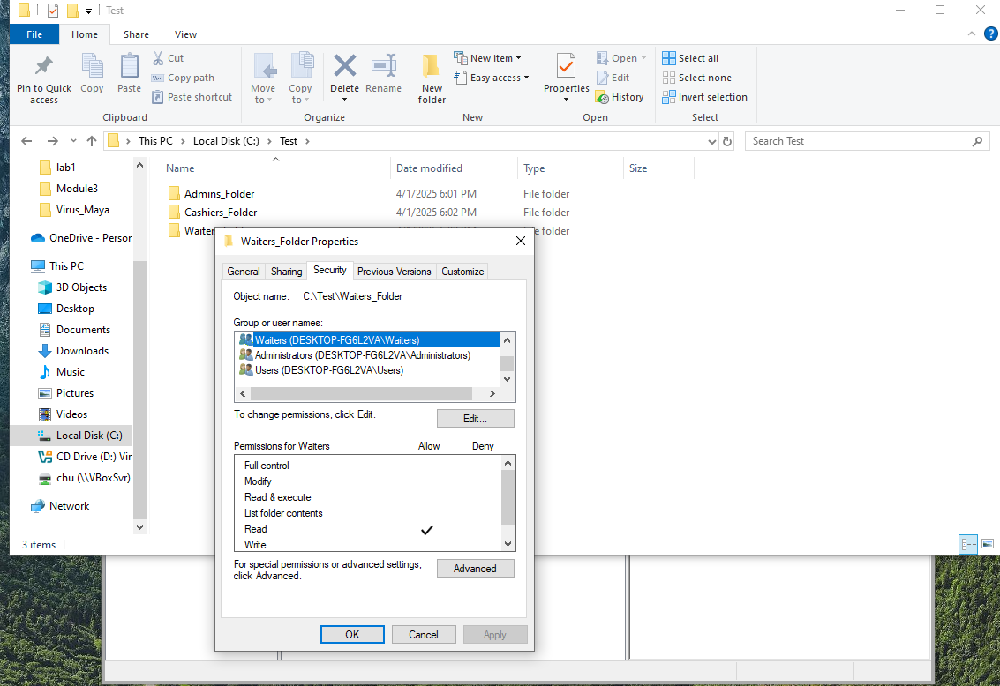 Test
File Home Share View
Pin to Quick access
Copy
Paste
Cut
Copy path
Paste shortcut
Clipboard
Move to
Copy to
Delete
Rename
Organize
New folder
New item
Easy access
New
Properties
Open
Edit
History
Open
Select all
Select none
Invert selection
Select
This PC > Local Disk (C:) > Test >
Search Test
lab1
Module3
Virus_Maya
OneDrive - Person
This PC
3D Objects
Desktop
Documents
Downloads
Music
Pictures
Videos
Local Disk (C:)
CD Drive (D:) Vir
chu (\\VBoxSvr)
Network
3 items
Name Date modified Type Size
Admins_Folder 4/1/2025 6:01 PM File folder
Cashiers_Folder 4/1/2025 6:02 PM File folder
Waiter e folder
Waiters_Folder Properties
General Sharing Security Previous Versions Customize
Object name: C:\Test\Waiters_Folder
Group or user names:
Waiters (DESKTOP-FG6L2VA\Waiters)
Administrators (DESKTOP-FG6L2VA\Administrators)
Users (DESKTOP-FG6L2VA\Users)
To change permissions, click Edit.
Edit...
Permissions for Waiters Allow Deny
Full control
Modify
Read & execute
List folder contents
Read
Write
For special permissions or advanced settings,
click Advanced.
Advanced
OK Cancel Apply